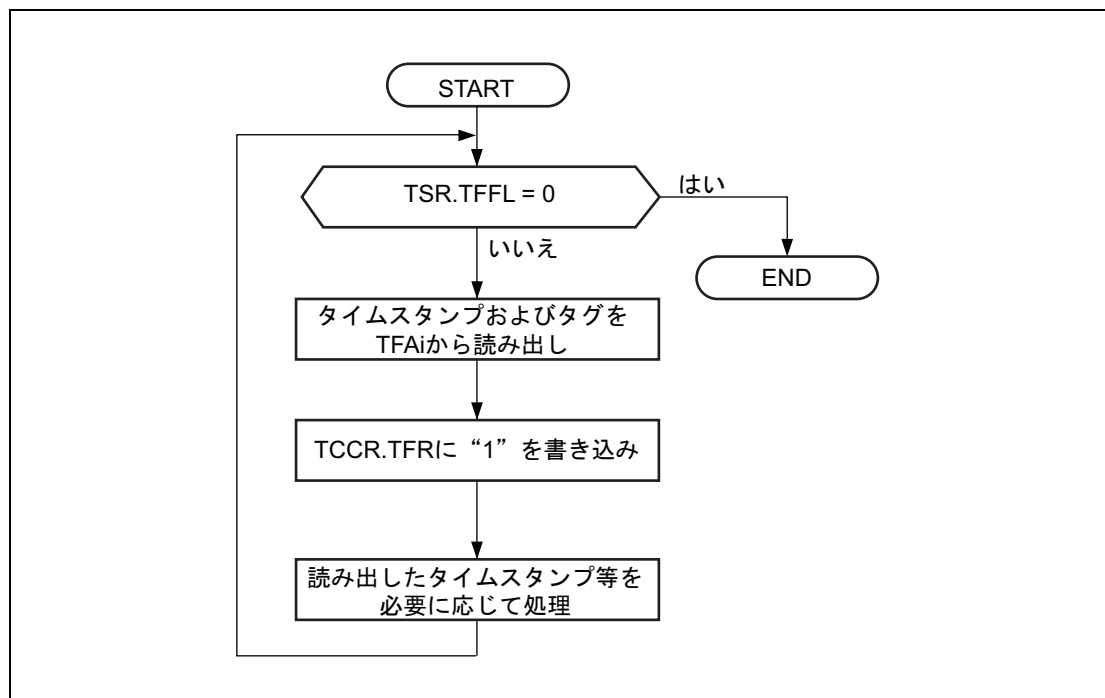 START
TSR.TFFL = 0
はい
いいえ
END
タイムスタンプおよびタグを
TFAiから読み出し
TCCR.TFRに“1”を書き込み
読み出したタイムスタンプ等を
必要に応じて処理